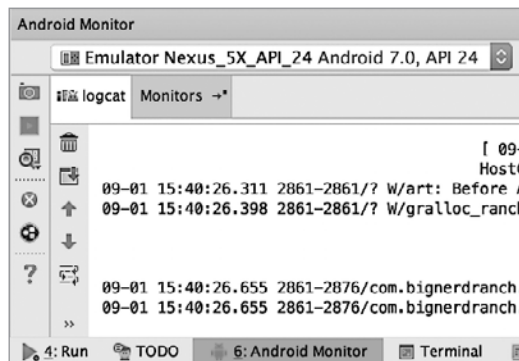 Android Monitor
Emulator Nexus_5X_API_24 Android 7.0, API 24
logcat Monitors
[ 09-
Host
09-01 15:40:26.311 2861-2861/? W/art: Before
09-01 15:40:26.398 2861-2861/? W/gralloc_ranch
09-01 15:40:26.655 2861-2876/com.bignerdranch
09-01 15:40:26.655 2861-2876/com.bignerdranch
4: Run TODO 6: Android Monitor Terminal